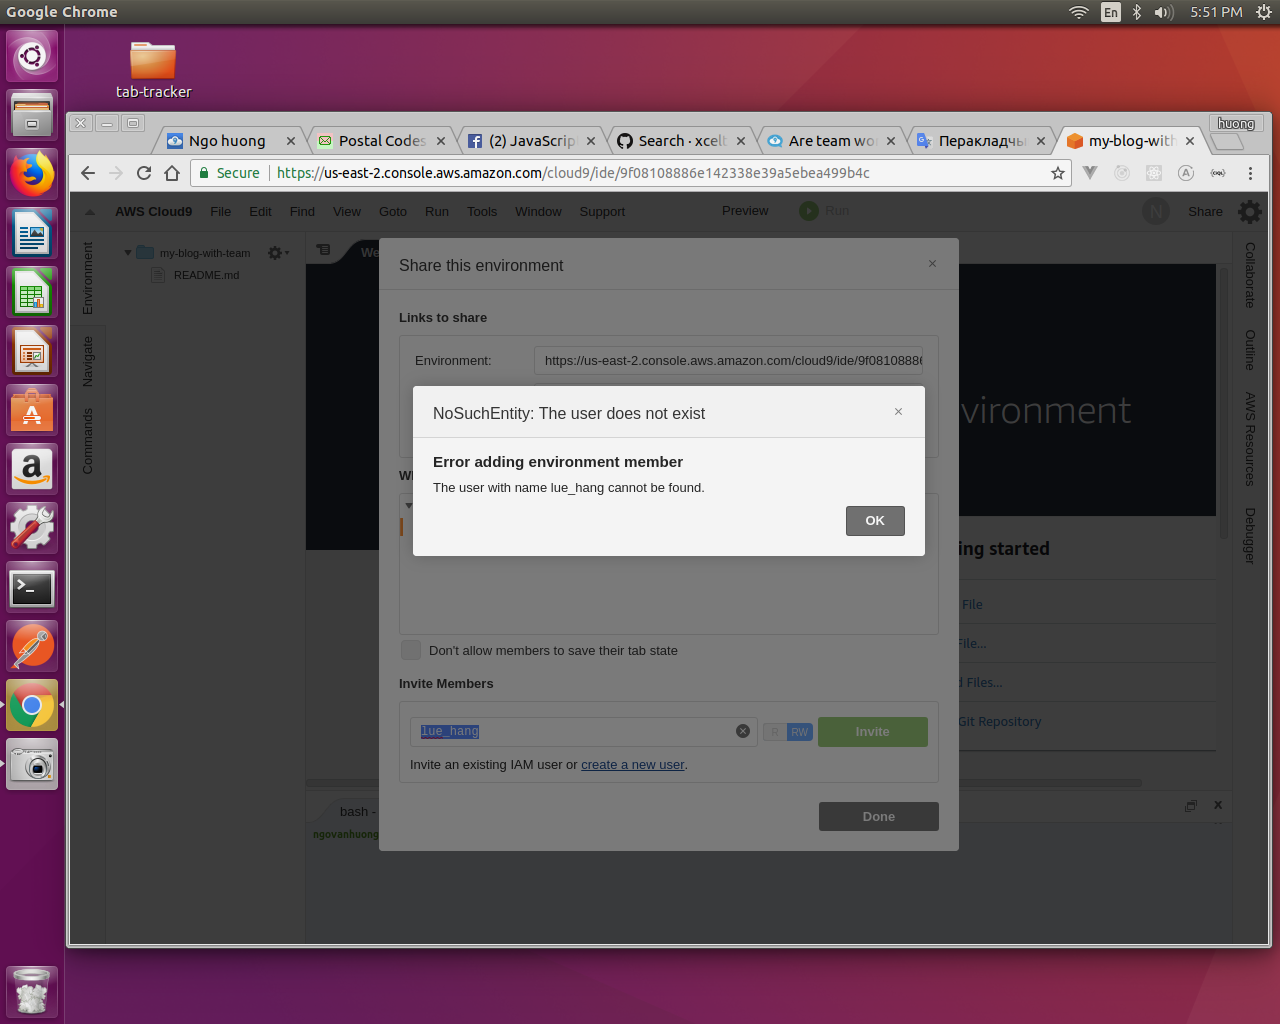 Google Chrome
En
5:51 PM
tab-tracker
huong
Ngo huong
Postal Codes
(2) JavaScrip
Search · xcelt
Are team wo
Перакладчы
my-blog-with
Secure
https://us-east-2.console.aws.amazon.com/cloud9/ide/9f08108886e142338e39a5ebea499b4c
AWS Cloud9 File Edit Find View Goto Run Tools Window Support
Preview
Run
N
Share
Environment
Navigate
Commands
my-blog-with-team
README.md
We
Collaborate
Outline
AWS Resources
Debugger
Share this environment
Links to share
Environment:
https://us-east-2.console.aws.amazon.com/cloud9/ide/9f0810888
vironment
NoSuchEntity: The user does not exist
Error adding environment member
The user with name lue_hang cannot be found.
OK
ing started
File
File...
d Files...
Git Repository
Don't allow members to save their tab state
Invite Members
lue_hang
R
RW
Invite
Invite an existing IAM user or create a new user.
Done
bash -
ngovanhuong